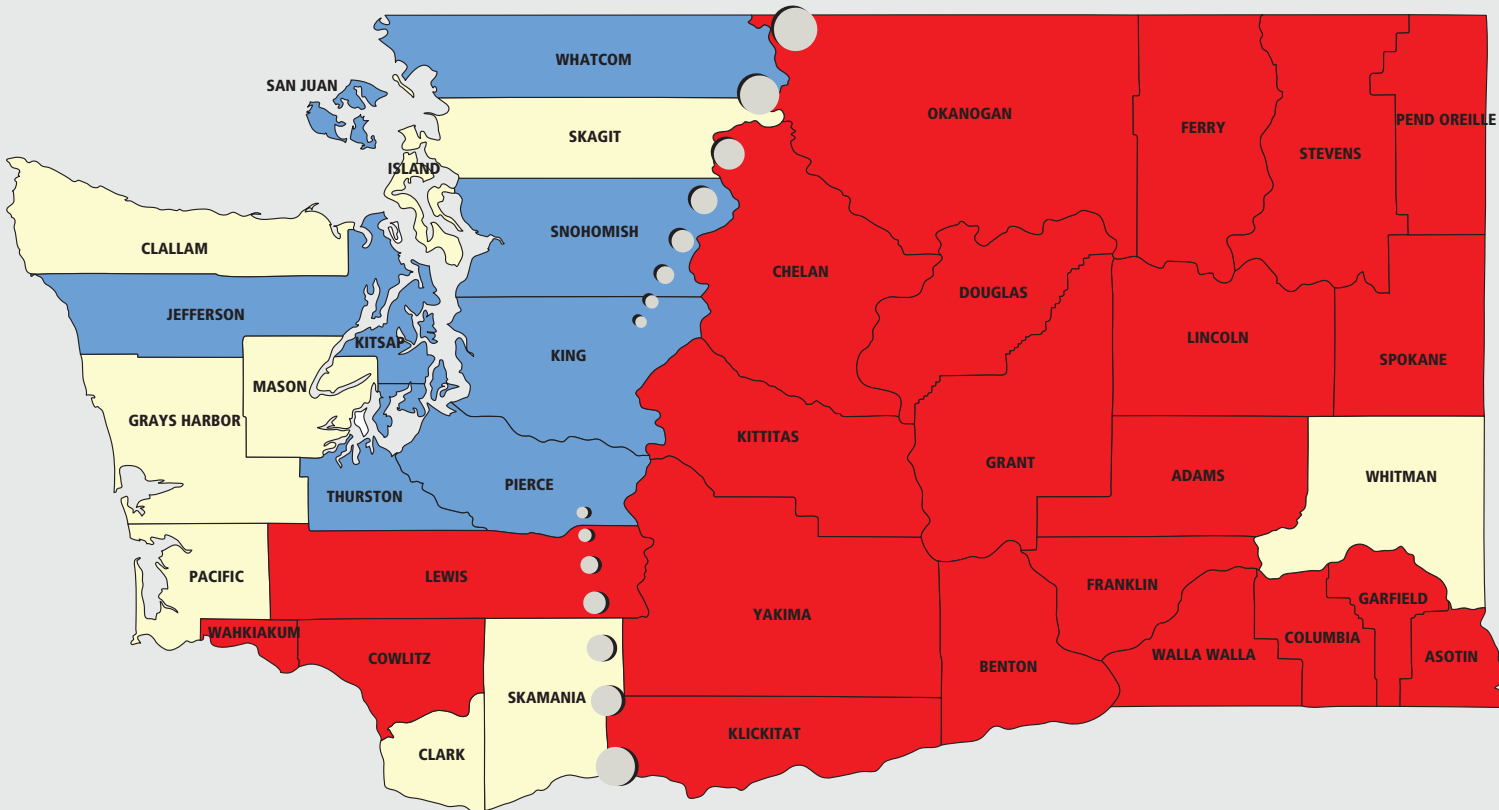 WHATCOM
SAN JUAN
OKANOGAN
PEND OREILLE
FERRY
SKAGIT
STEVENS
ISLAND
SNOHOMISH
CLALLAM
CHELAN
DOUGLAS
JEFFERSON
LINCOLN
KITSAP
KING
SPOKANE
MASON
GRAYS HARBOR
KITTITAS
GRANT
ADAMS
WHITMAN
PIERCE
THURSTON
PACIFIC
LEWIS
FRANKLIN
GARFIELD
YAKIMA
WAHKIAKUM
COLUMBIA
COWLITZ
WALLA WALLA
ASOTIN
BENTON
SKAMANIA
KLICKITAT
CLARK